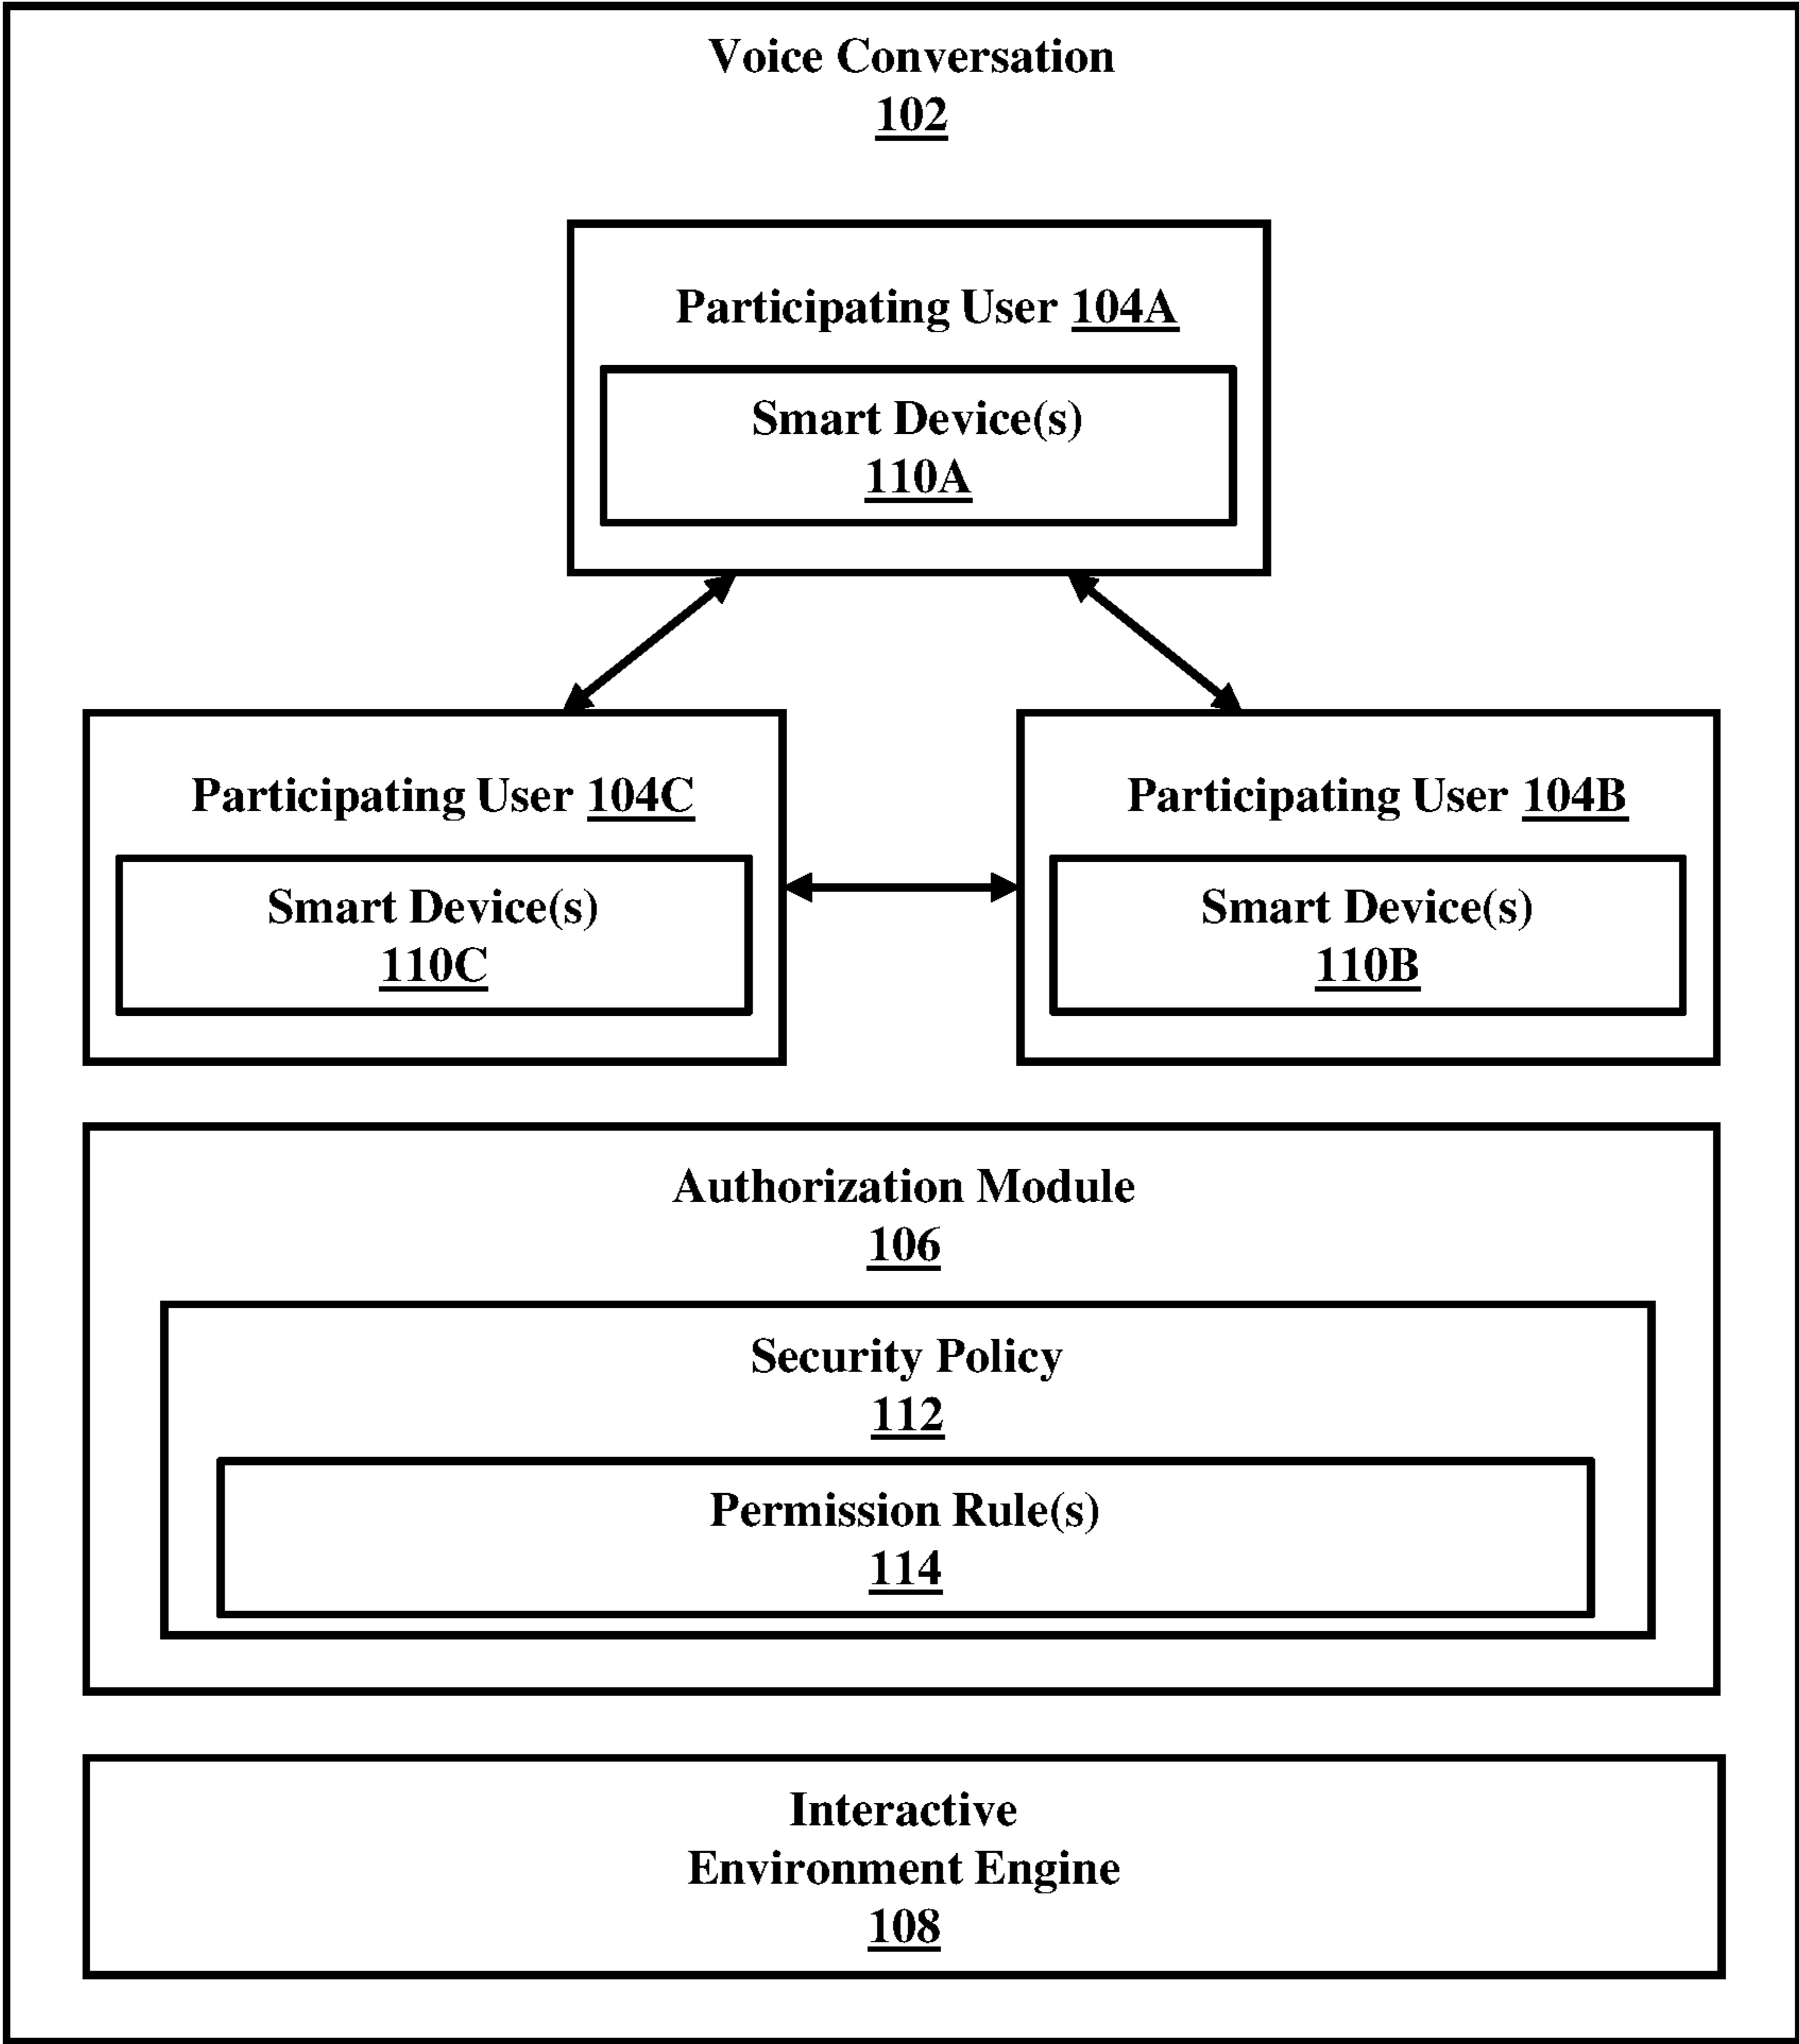 Voice Conversation
102
Participating User 104A
Smart Device(s)
110A
Participating User 104C
Smart Device(s)
110C
Participating User 104B
Smart Device(s)
110B
Authorization Module
106
Security Policy
112
Permission Rule(s)
114
Interactive
Environment Engine
108